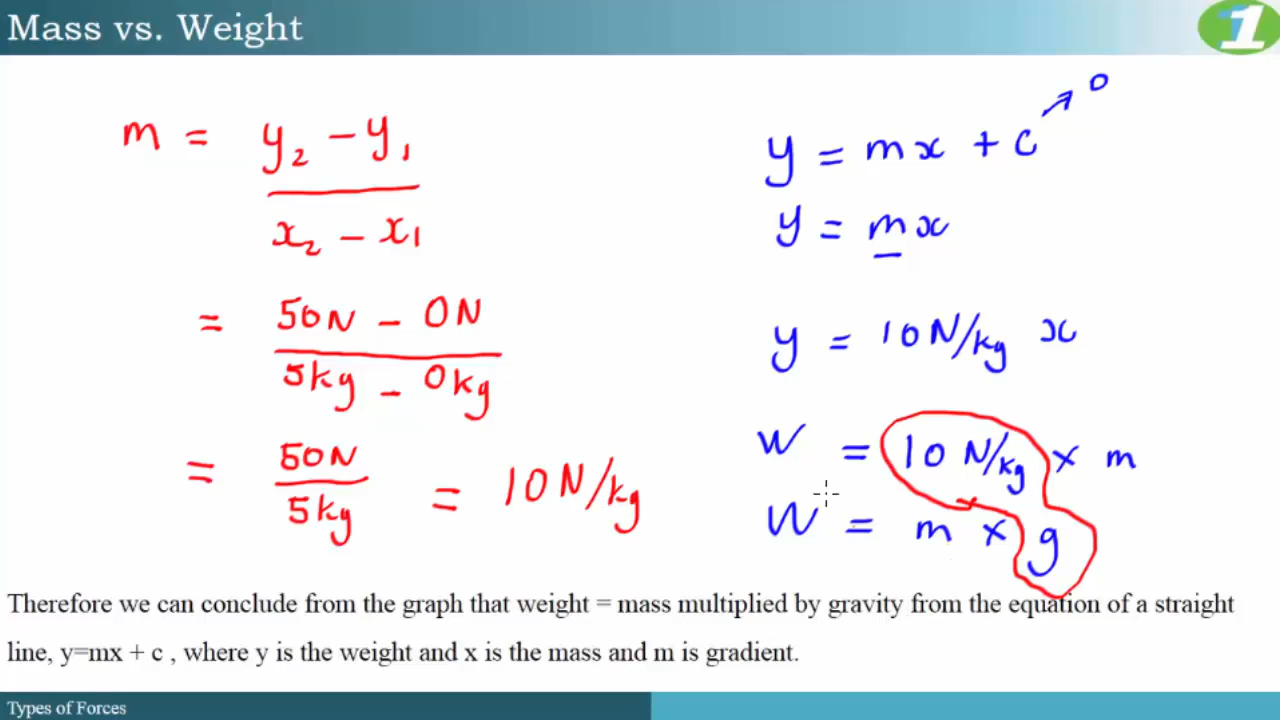 Mass vs. Weight
1
m = y₂ − y₁
x₂ − x₁
= 50N − 0N
5kg − 0kg
= 50N
5kg
= 10N/kg
y = mx + c ↗ 0
y = mx
y = 10N/kg x
W = 10 N/kg × m
W = m × g
Therefore we can conclude from the graph that weight = mass multiplied by gravity from the equation of a straight
line, y=mx + c , where y is the weight and x is the mass and m is gradient.
Types of Forces